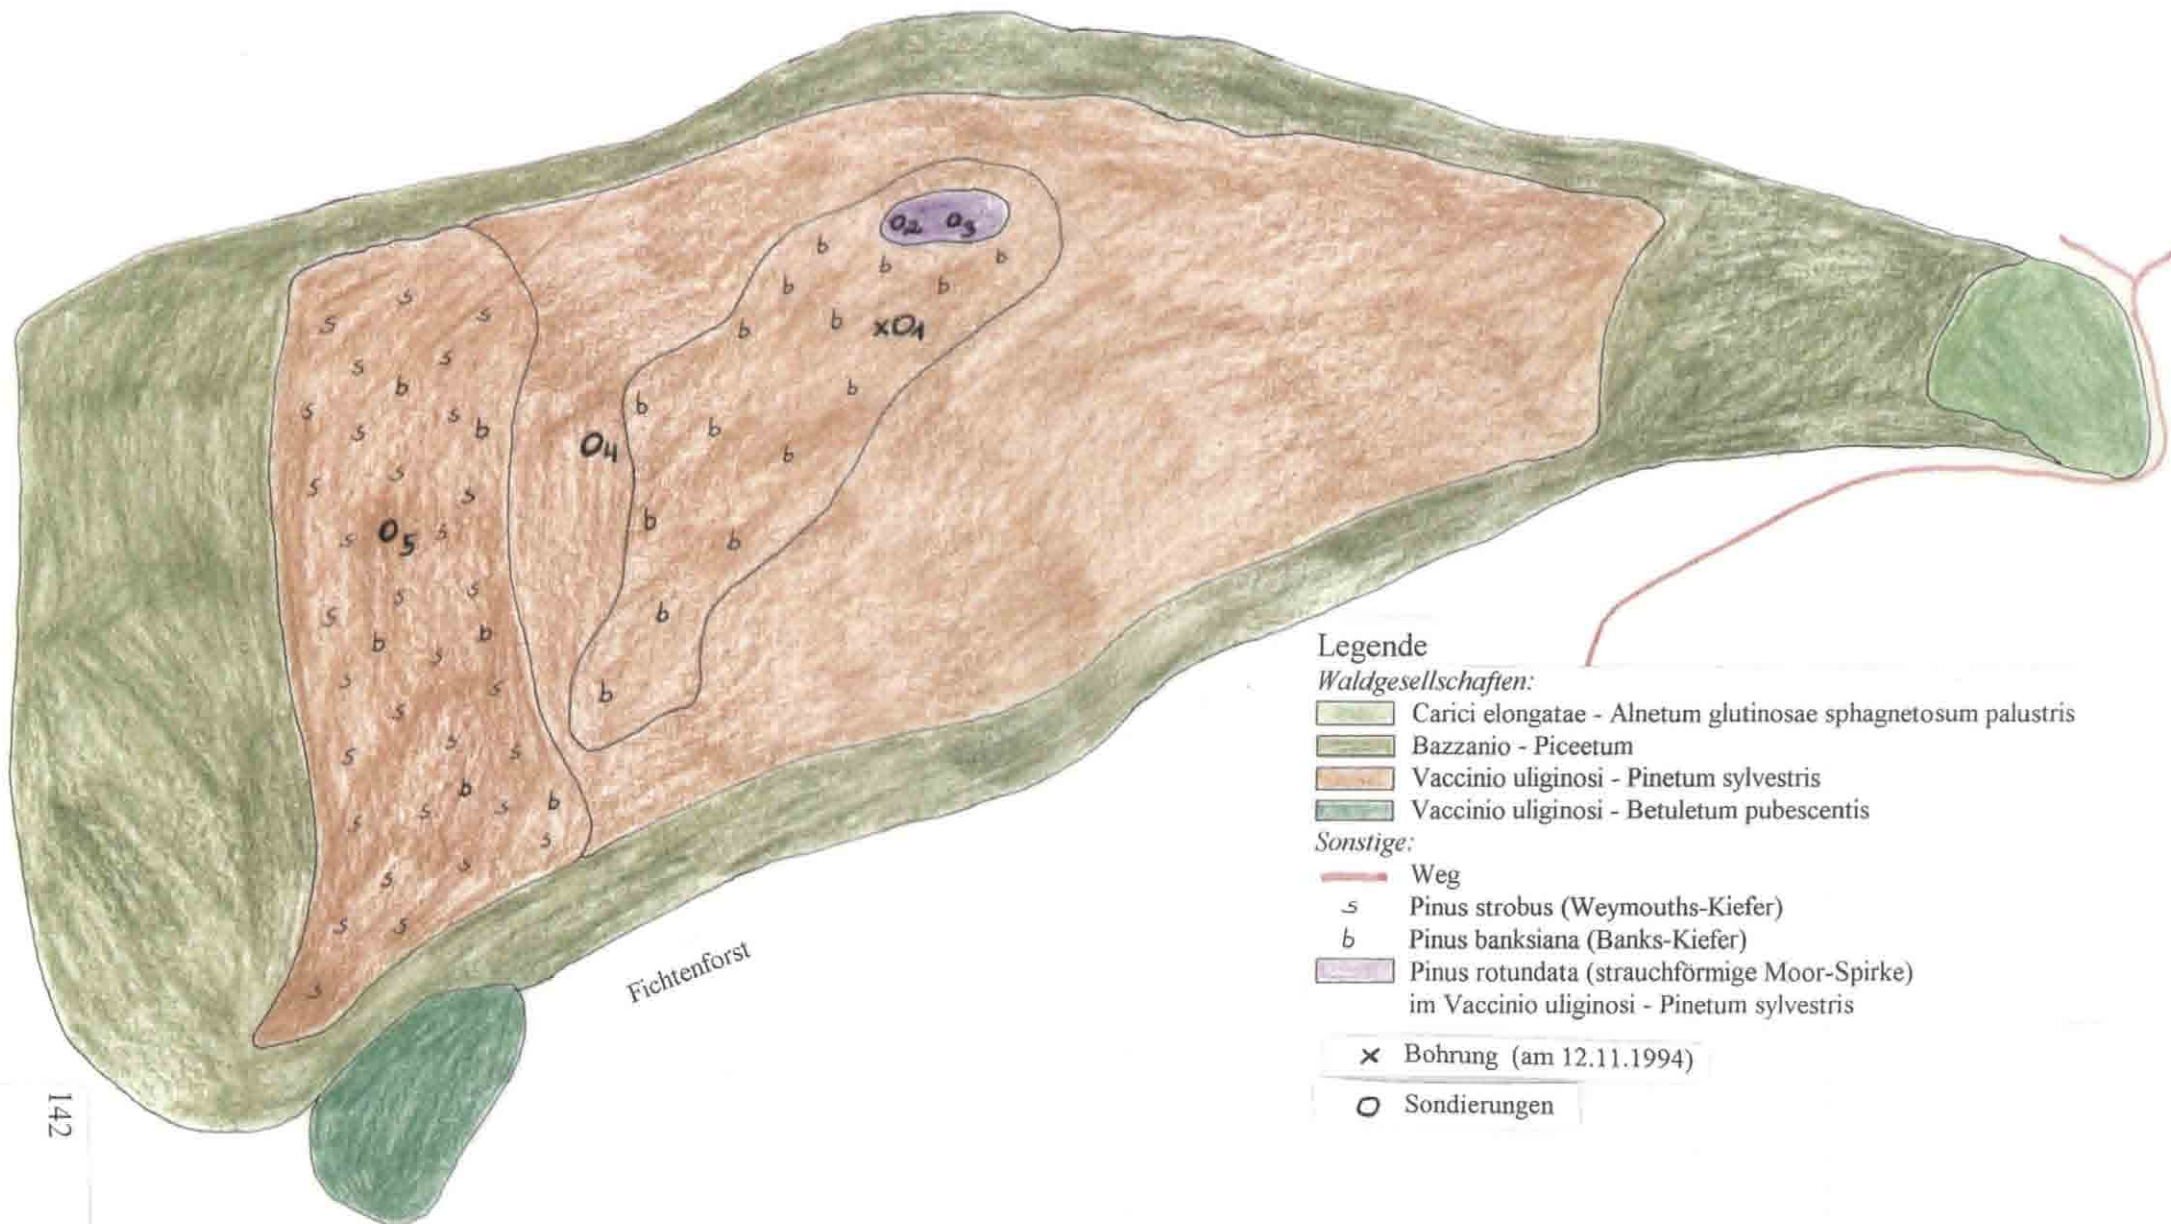 O2 O3
b
b b
s b b
s s b b xO1
s s
b b
s s b b b
s O4 b
s
s s
b
s O5 s b
s s
s b
b s b
s s
b
s
s s
s
b s b
s s
s
s s
s s
s
Fichtenforst
142
Legende
Waldgesellschaften:
Carici elongatae - Alnetum glutinosae sphagnetosum palustris
Bazzanio - Piceetum
Vaccinio uliginosi - Pinetum sylvestris
Vaccinio uliginosi - Betuletum pubescentis
Sonstige:
Weg
s Pinus strobus (Weymouths-Kiefer)
b Pinus banksiana (Banks-Kiefer)
Pinus rotundata (strauchförmige Moor-Spirke)
im Vaccinio uliginosi - Pinetum sylvestris
x Bohrung (am 12.11.1994)
O Sondierungen